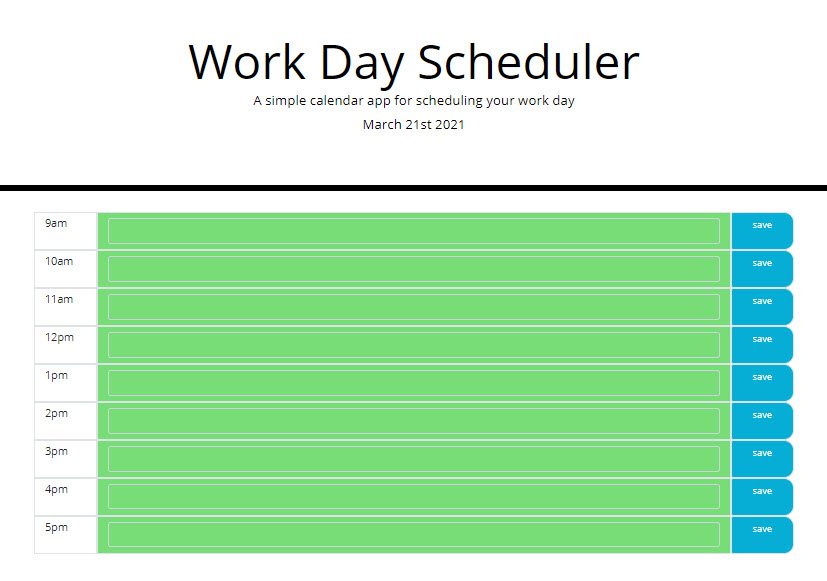 Work Day Scheduler
A simple calendar app for scheduling your work day
March 21st 2021
9am save
10am save
11am save
12pm save
1pm save
2pm save
3pm save
4pm save
5pm save